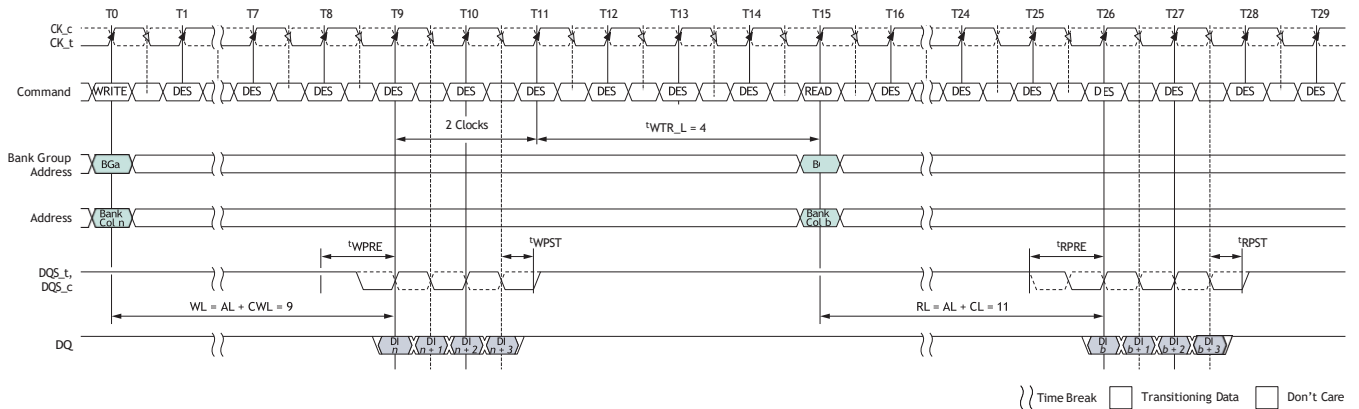 T0 T1 T7 T8 T9 T10 T11 T12 T13 T14 T15 T16 T24 T25 T26 T27 T28 T29
CK_c
CK_t
Command WRITE DES DES DES DES DES DES DES DES DES READ DES DES DES DES DES DES DES
2 Clocks tWTR_L = 4
Bank Group
Address BGa
Address Bank
Col n Bank
Col b
tWPRE tWPST tRPRE tRPST
DQS_t,
DQS_c
WL = AL + CWL = 9 RL = AL + CL = 11
DQ DI
n DI
n + 1 DI
n + 2 DI
n + 3 DI
b DI
b + 1 DI
b + 2 DI
b + 3
Time Break Transitioning Data Don't Care